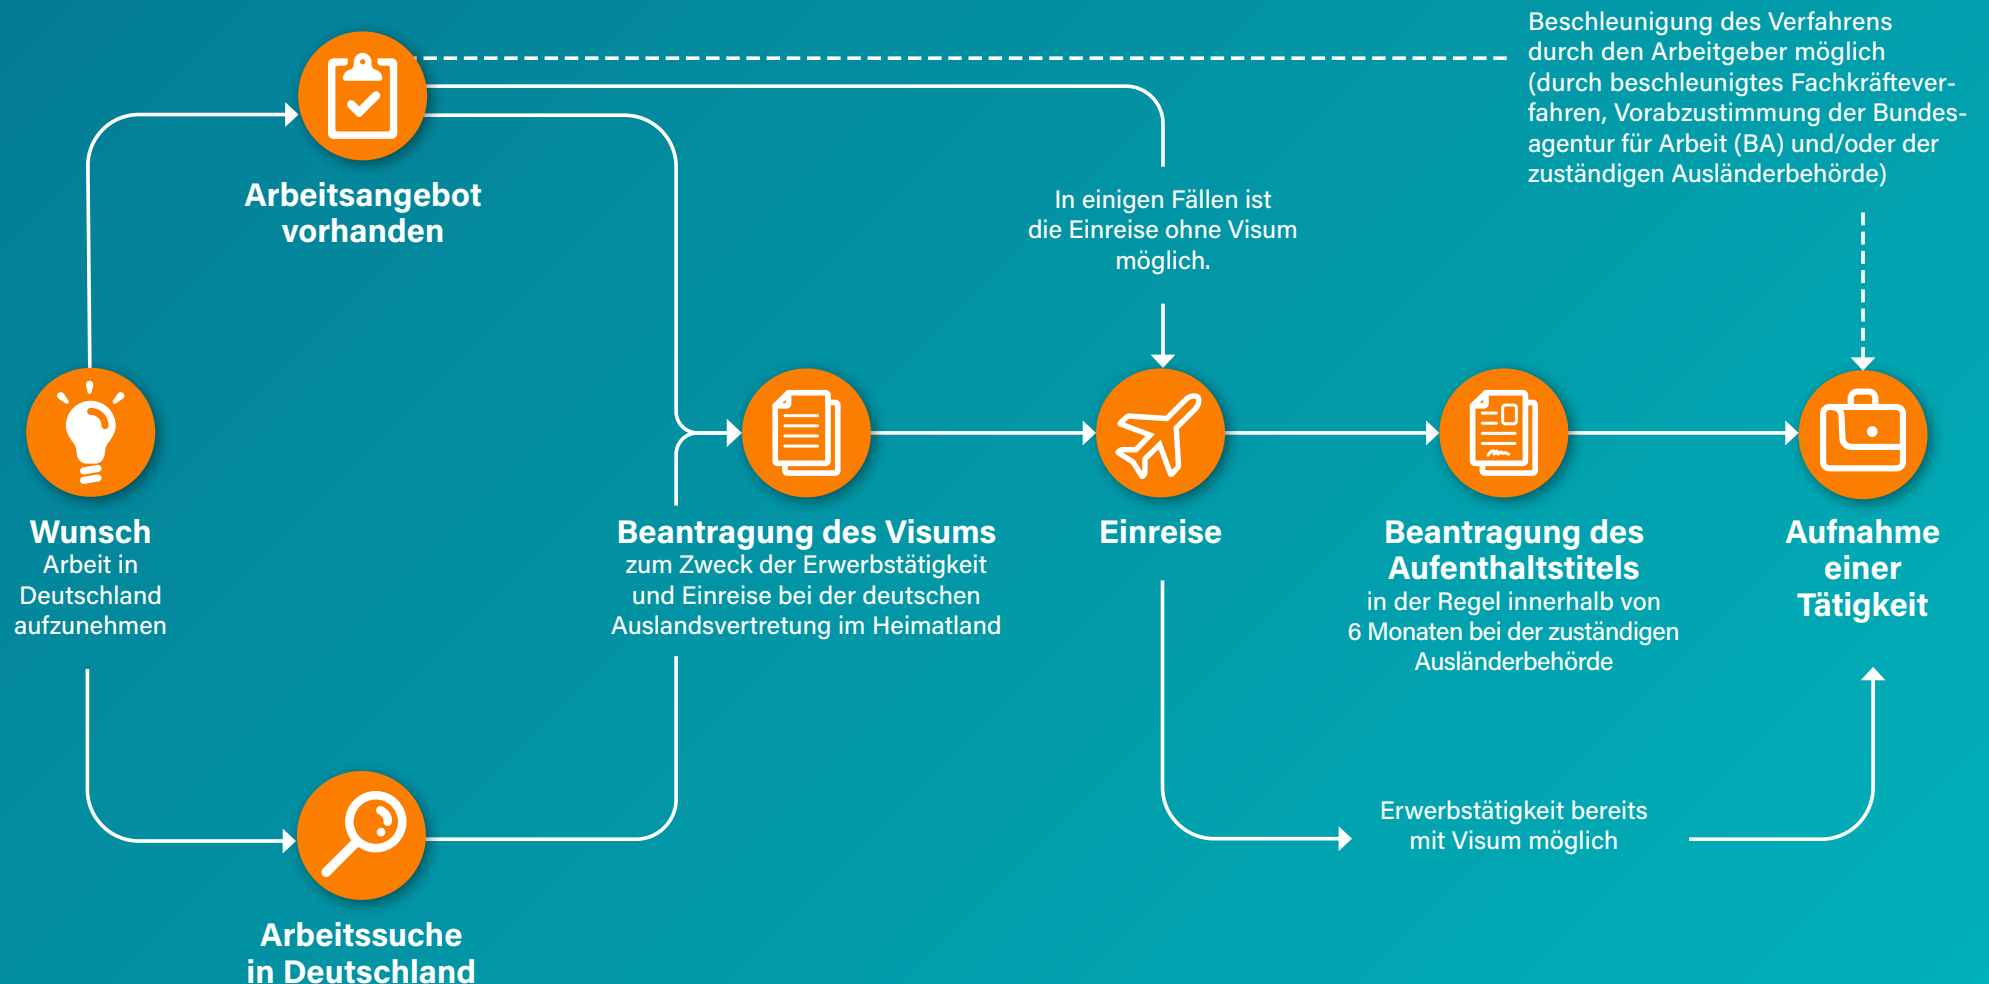 Beschleunigung des Verfahrens
durch den Arbeitgeber möglich
(durch beschleunigtes Fachkräftever-
fahren, Vorabzustimmung der Bundes-
agentur für Arbeit (BA) und/oder der
zuständigen Ausländerbehörde)
Arbeitsangebot
vorhanden
In einigen Fällen ist
die Einreise ohne Visum
möglich.
Wunsch
Arbeit in
Deutschland
aufzunehmen
Beantragung des Visums
zum Zweck der Erwerbstätigkeit
und Einreise bei der deutschen
Auslandsvertretung im Heimatland
Einreise
Beantragung des
Aufenthaltstitels
in der Regel innerhalb von
6 Monaten bei der zuständigen
Ausländerbehörde
Aufnahme
einer
Tätigkeit
Erwerbstätigkeit bereits
mit Visum möglich
Arbeitssuche
in Deutschland